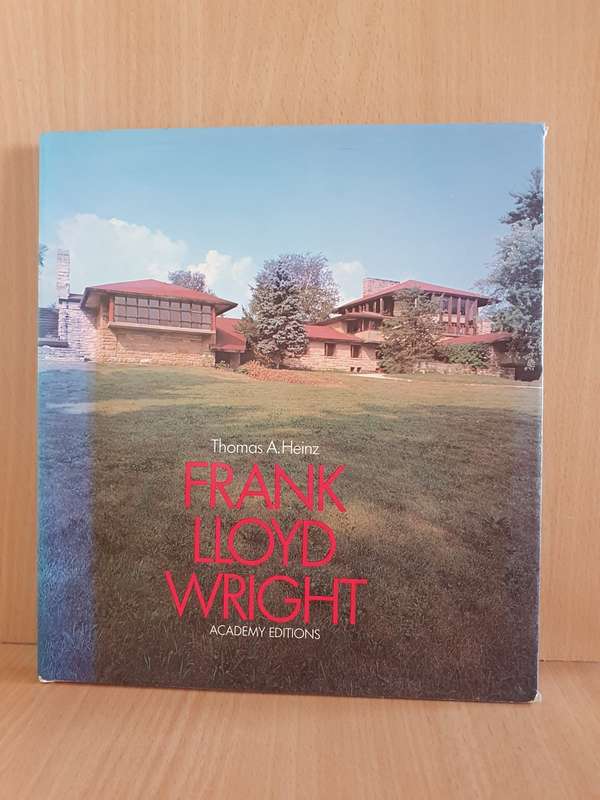 Thomas A. Heinz
FRANK
LLOYD
WRIGHT
ACADEMY EDITIONS